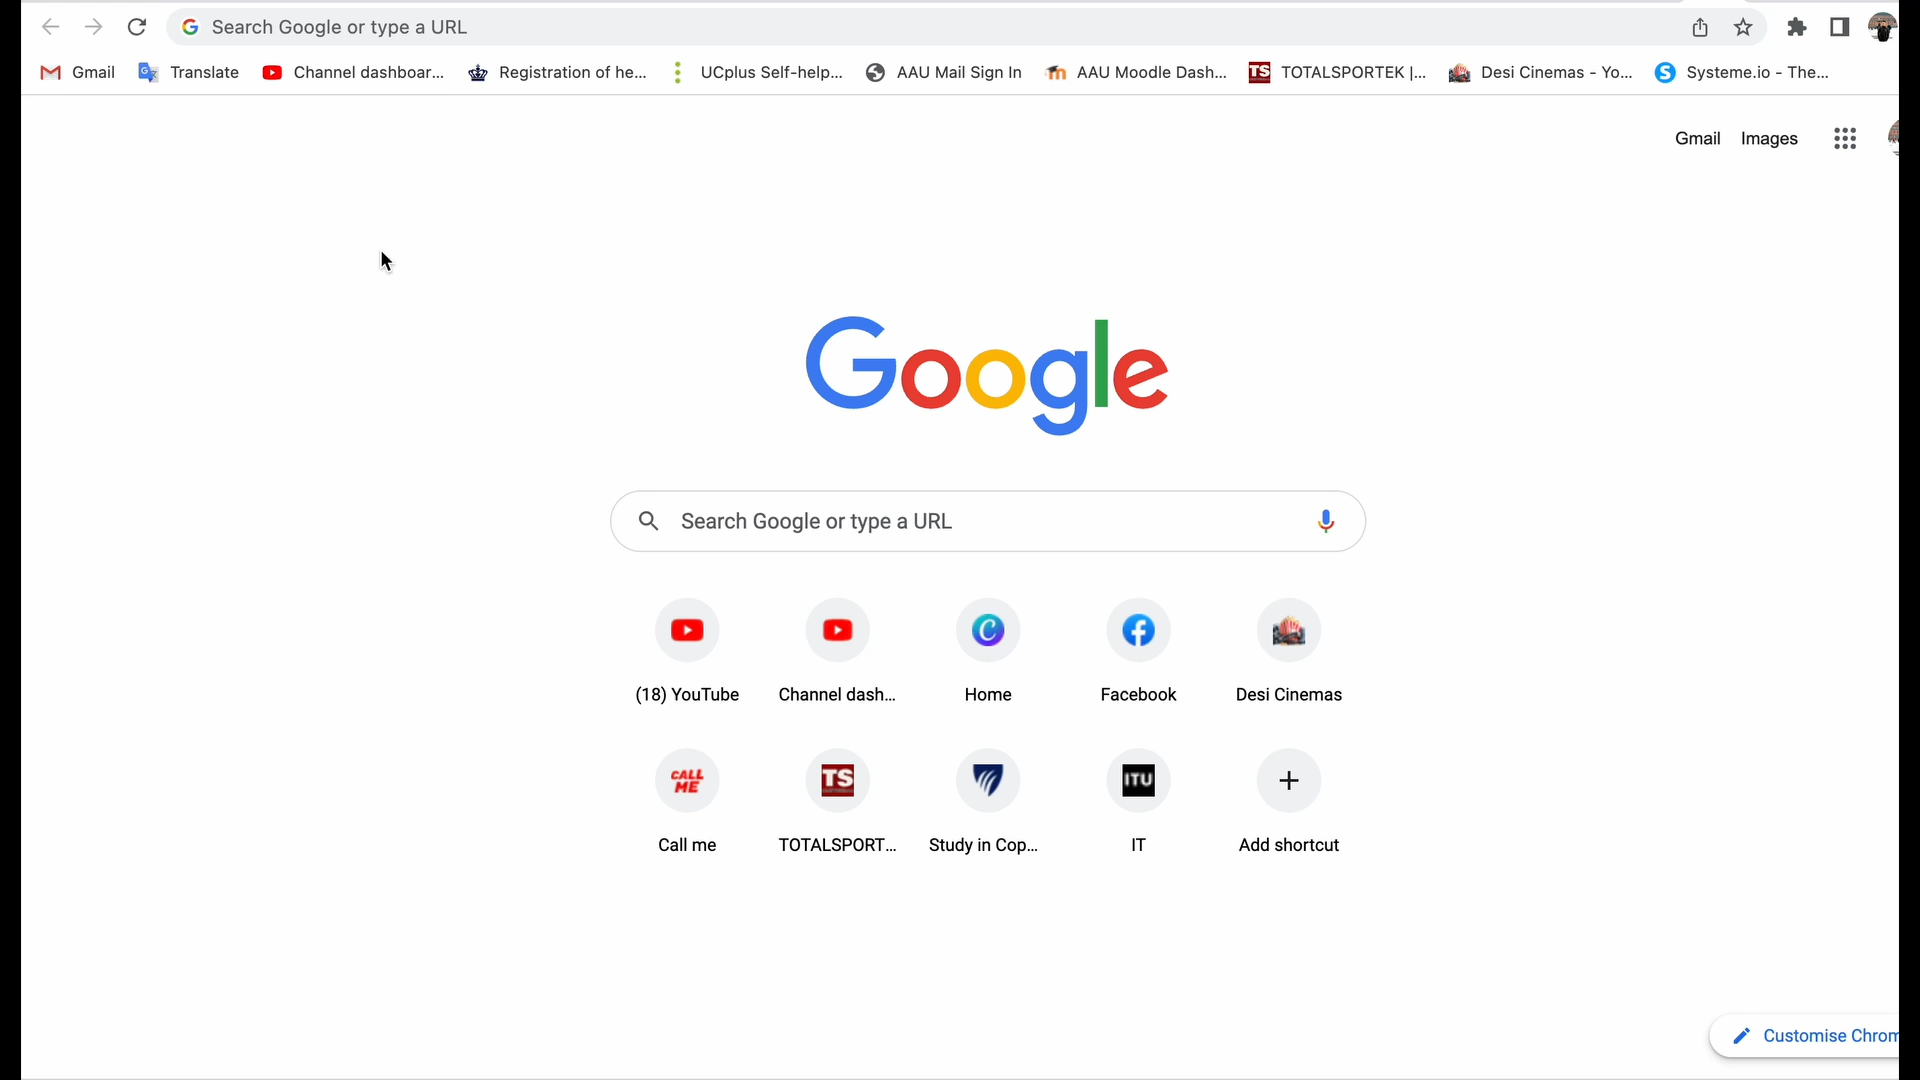 Search Google or type a URL
Gmail Translate Channel dashboar... Registration of he... UCplus Self-help... AAU Mail Sign In AAU Moodle Dash... TS TOTALSPORTEK |... Desi Cinemas - Yo... S Systeme.io - The...
Gmail Images
Google
Search Google or type a URL
(18) YouTube Channel dash... Home Facebook Desi Cinemas
CALL ME TS ITU
Call me TOTALSPORT... Study in Cop... IT Add shortcut
Customise Chrom